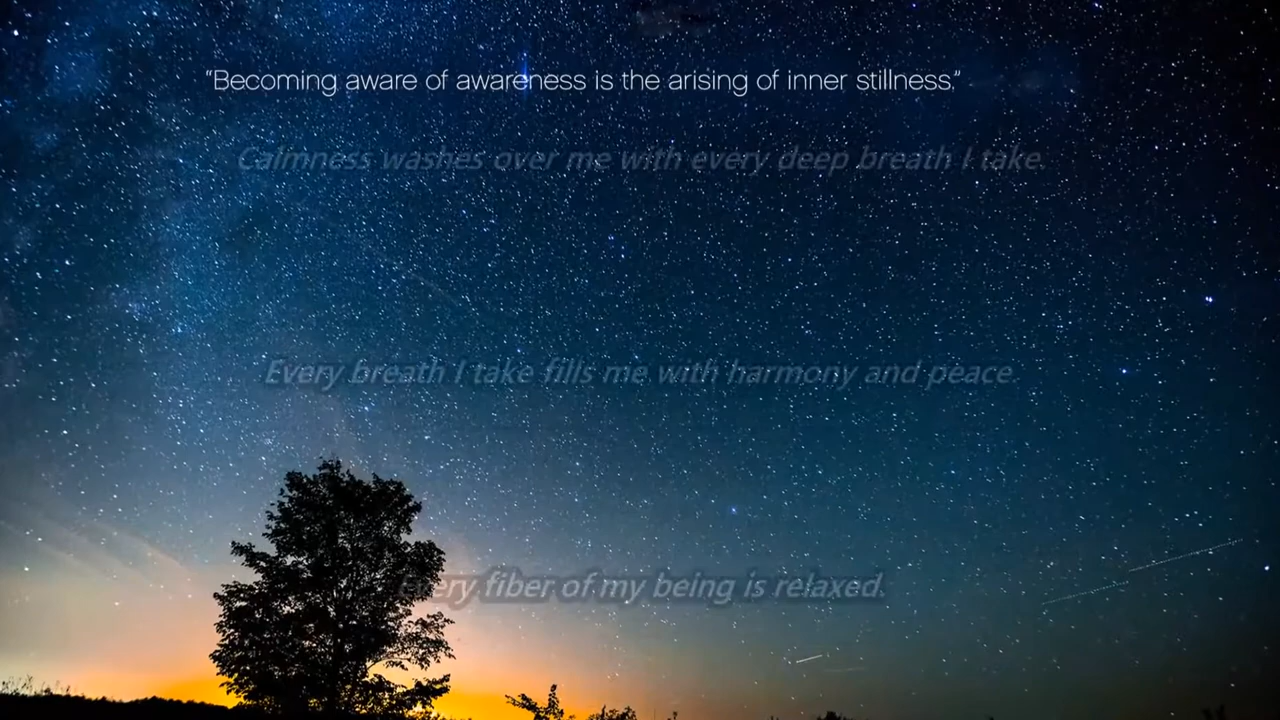 “Becoming aware of awareness is the arising of inner stillness.”
Calmness washes over me with every deep breath I take.
Every breath I take fills me with harmony and peace.
Every fiber of my being is relaxed.